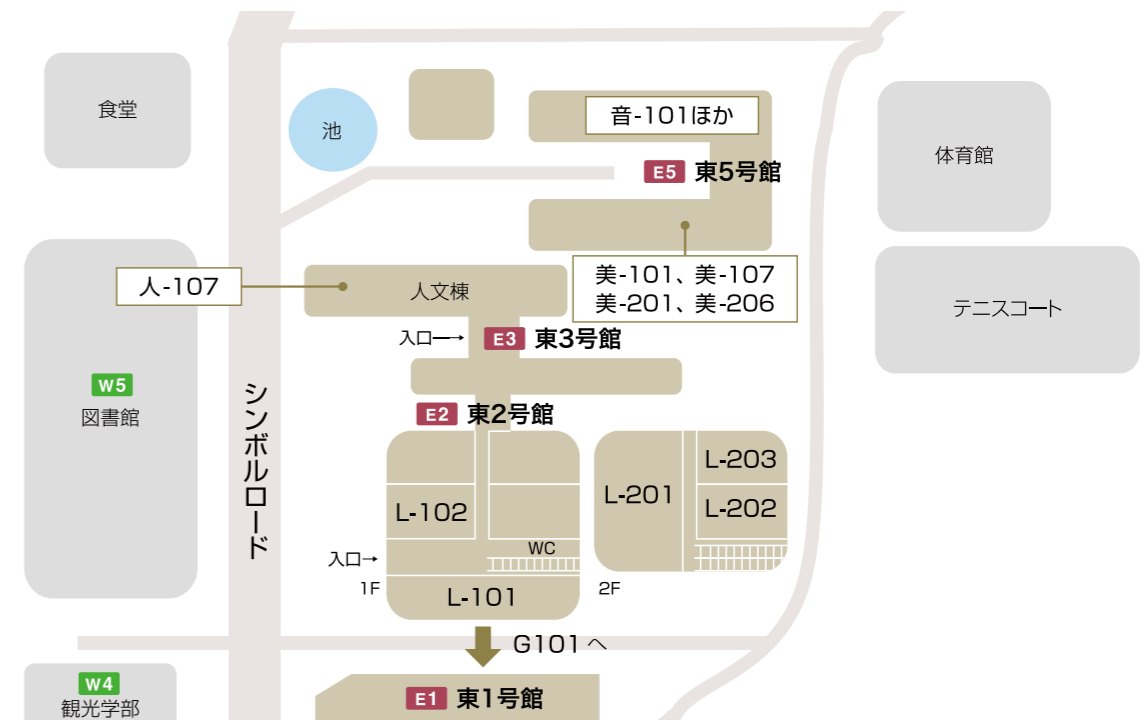 食堂
池
音-101ほか
E5 東5号館
体育館
人-107
人文棟
美-101、美-107
美-201、美-206
テニスコート
入口→
E3 東3号館
W5
図書館
シンボルロード
E2 東2号館
L-102
L-201
L-203
L-202
入口→
WC
1F
L-101
2F
G101へ
W4
観光学部
E1 東1号館